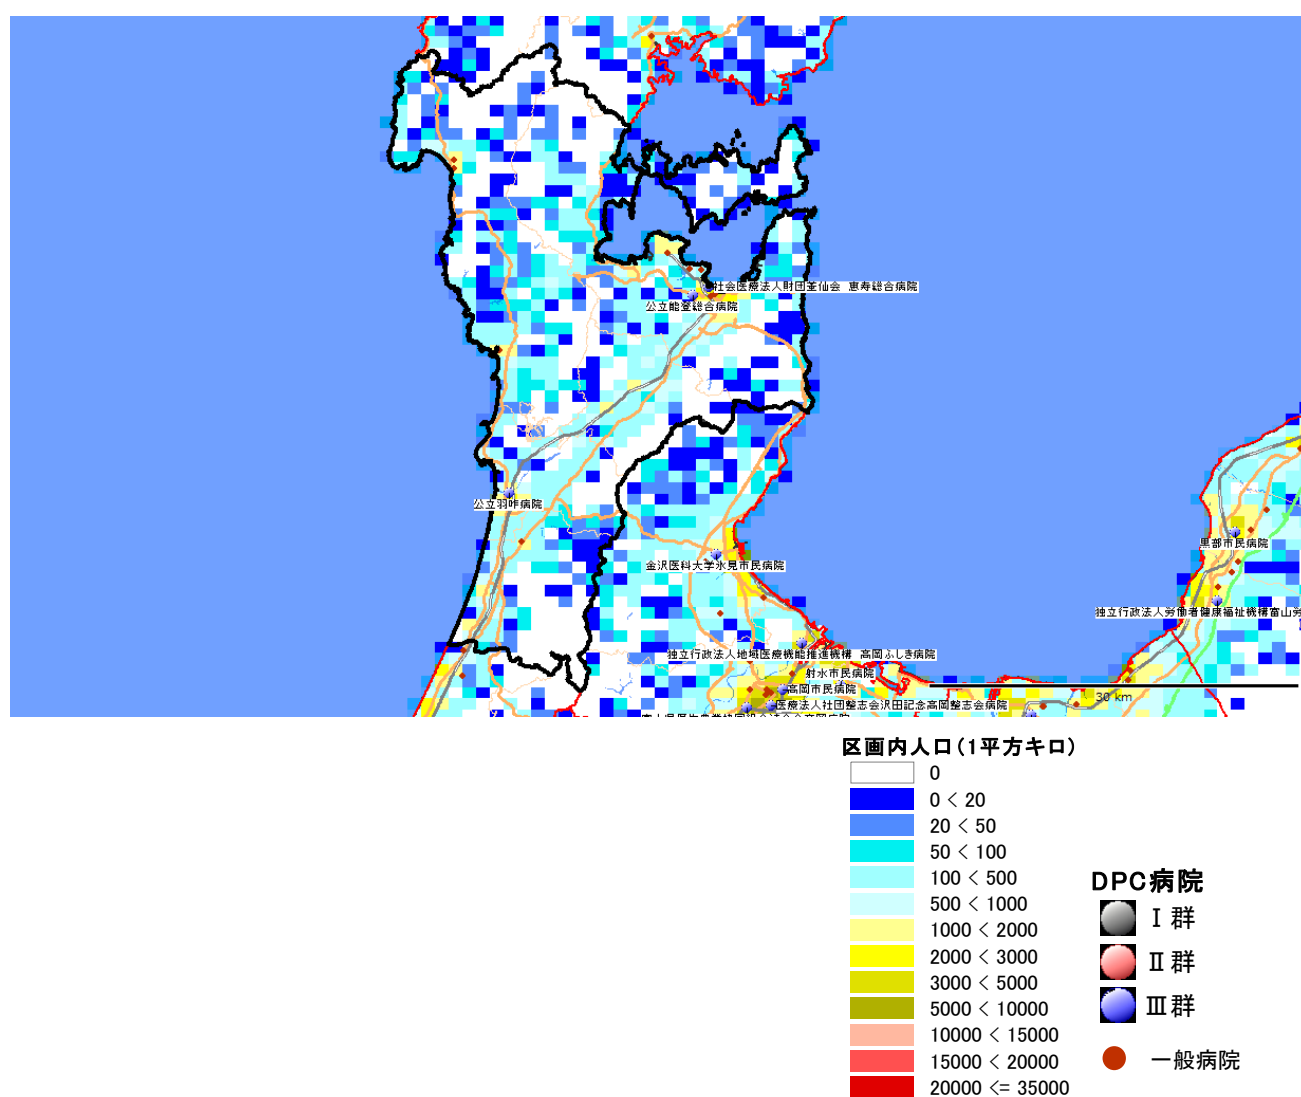 社会医療法人財団董仙会 恵寿総合病院
公立能登総合病院
公立羽咋病院
黒部市民病院
金沢医科大学氷見市民病院
独立行政法人労働者健康福祉機構富山労
独立行政法人地域医療機能推進機構 高岡ふしき病院
射水市民病院
高岡市民病院
30 km
医療法人社団整志会沢田記念高岡整志会病院
区画内人口(1平方キロ)
0
0 < 20
20 < 50
50 < 100
100 < 500
500 < 1000
1000 < 2000
2000 < 3000
3000 < 5000
5000 < 10000
10000 < 15000
15000 < 20000
20000 <= 35000
DPC病院
Ⅰ群
Ⅱ群
Ⅲ群
一般病院